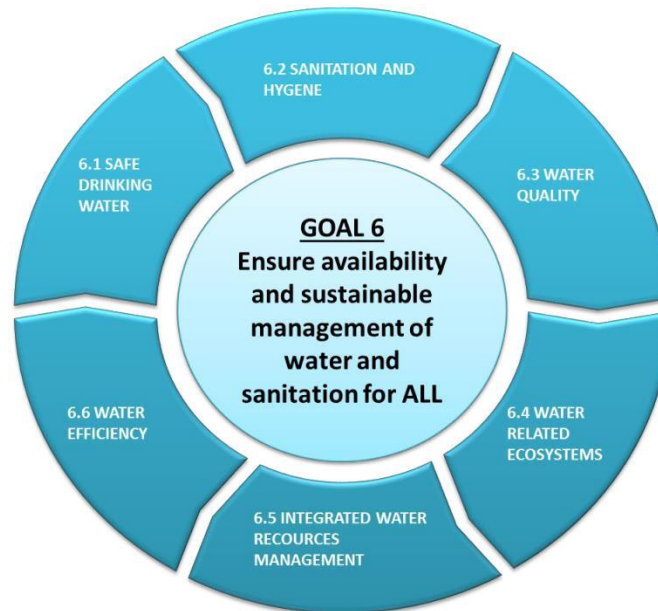 6.2 SANITATION AND
HYGENE
6.1 SAFE
DRINKING
WATER
6.3 WATER
QUALITY
GOAL 6
Ensure availability
and sustainable
management of
water and
sanitation for ALL
6.6 WATER
EFFICIENCY
6.4 WATER
RELATED
ECOSYSTEMS
6.5 INTEGRATED WATER
RECOURCES
MANAGEMENT